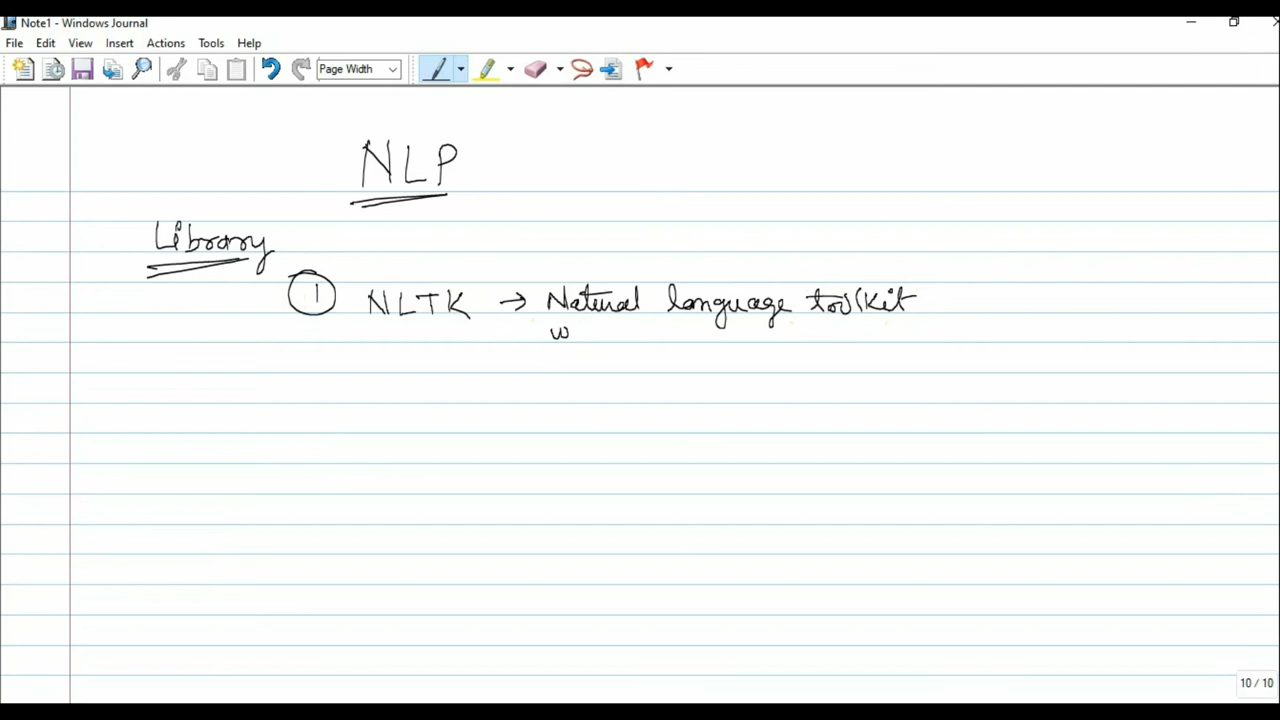 Note1 - Windows Journal
File Edit View Insert Actions Tools Help
Page Width
NLP
Library
① NLTK → Natural language toolkit
w
10 / 10